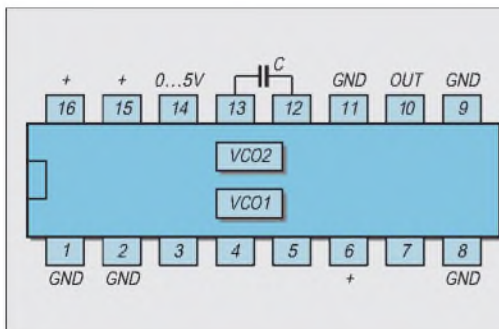 C
+ + 0...5V GND OUT GND
16 15 14 13 12 11 10 9
VCO2
VCO1
1 2 3 4 5 6 7 8
GND GND + GND